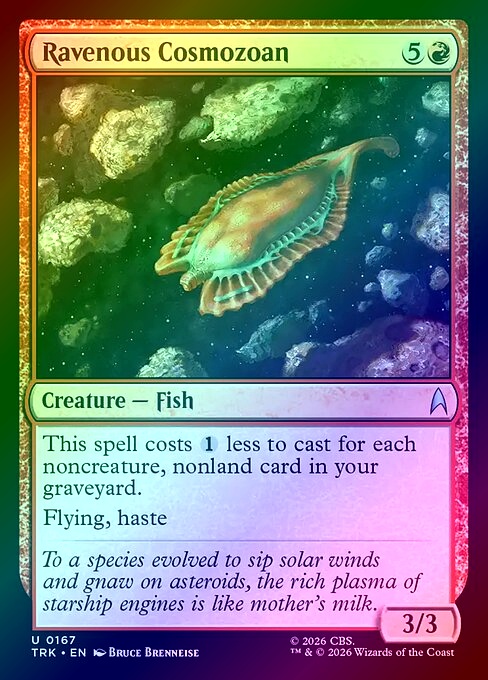 Ravenous Cosmozoan 5
Creature — Fish
This spell costs 1 less to cast for each
noncreature, nonland card in your
graveyard.
Flying, haste
To a species evolved to sip solar winds
and gnaw on asteroids, the rich plasma of
starship engines is like mother's milk.
3/3
U 0167
TRK • EN Bruce Brenneise
© 2026 CBS.
™ & © 2026 Wizards of the Coast